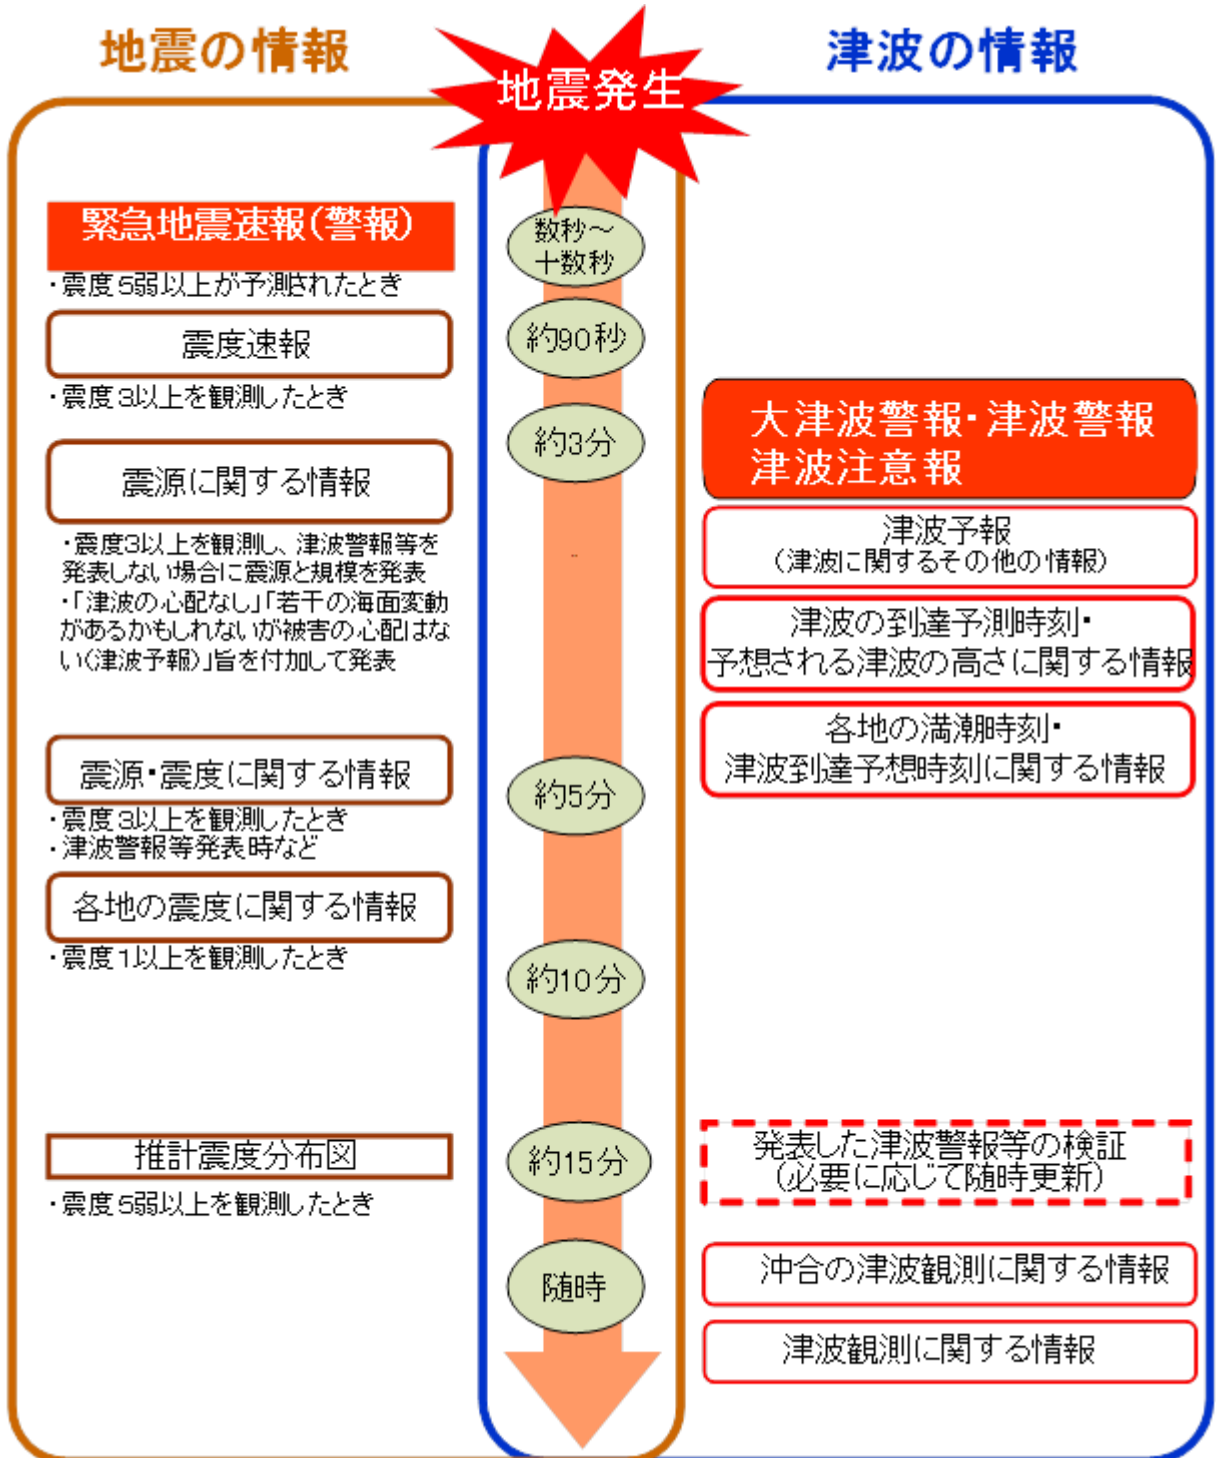 地震の情報
地震発生
津波の情報
緊急地震速報(警報)
・震度5弱以上が予測されたとき
数秒～
十数秒
震度速報
・震度3以上を観測したとき
約90秒
震源に関する情報
・震度3以上を観測し、津波警報等を
発表しない場合に震源と規模を発表
・「津波の心配なし」「若干の海面変動
があるかもしれないが被害の心配はな
い(津波予報)」旨を付加して発表
約3分
大津波警報・津波警報
津波注意報
津波予報
(津波に関するその他の情報)
津波の到達予測時刻・
予想される津波の高さに関する情報
各地の満潮時刻・
津波到達予想時刻に関する情報
震源・震度に関する情報
・震度3以上を観測したとき
・津波警報等発表時など
約5分
各地の震度に関する情報
・震度1以上を観測したとき
約10分
推計震度分布図
・震度5弱以上を観測したとき
約15分
発表した津波警報等の検証
(必要に応じて随時更新)
随時
沖合の津波観測に関する情報
津波観測に関する情報